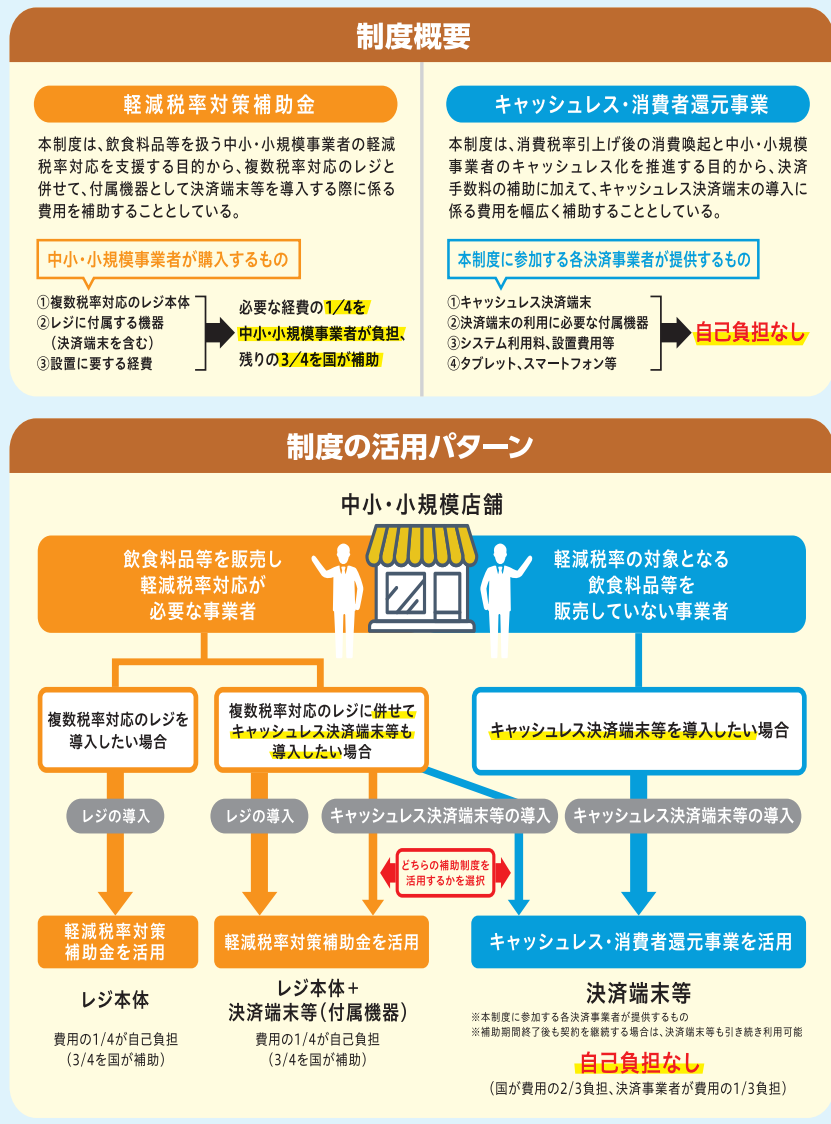 制度概要
軽減税率対策補助金
本制度は、飲食料品等を扱う中小・小規模事業者の軽減
税率対応を支援する目的から、複数税率対応のレジと
併せて、付属機器として決済端末等を導入する際に係る
費用を補助することとしている。
中小・小規模事業者が購入するもの
①複数税率対応のレジ本体
②レジに付属する機器
（決済端末を含む）
③設置に要する経費
必要な経費の1/4を
中小・小規模事業者が負担、
残りの3/4を国が補助
キャッシュレス・消費者還元事業
本制度は、消費税率引上げ後の消費喚起と中小・小規模
事業者のキャッシュレス化を推進する目的から、決済
手数料の補助に加えて、キャッシュレス決済端末の導入に
係る費用を幅広く補助することとしている。
本制度に参加する各決済事業者が提供するもの
①キャッシュレス決済端末
②決済端末の利用に必要な付属機器
③システム利用料、設置費用等
④タブレット、スマートフォン等
自己負担なし
制度の活用パターン
中小・小規模店舗
飲食料品等を販売し
軽減税率対応が
必要な事業者
軽減税率の対象となる
飲食料品等を
販売していない事業者
複数税率対応のレジを
導入したい場合
複数税率対応のレジに併せて
キャッシュレス決済端末等も
導入したい場合
キャッシュレス決済端末等を導入したい場合
レジの導入
レジの導入
キャッシュレス決済端末等の導入
キャッシュレス決済端末等の導入
どちらの補助制度を
活用するかを選択
軽減税率対策
補助金を活用
軽減税率対策補助金を活用
キャッシュレス・消費者還元事業を活用
レジ本体
費用の1/4が自己負担
（3/4を国が補助）
レジ本体＋
決済端末等（付属機器）
費用の1/4が自己負担
（3/4を国が補助）
決済端末等
※本制度に参加する各決済事業者が提供するもの
※補助期間終了後も契約を継続する場合は、決済端末等も引き続き利用可能
自己負担なし
（国が費用の2/3負担、決済事業者が費用の1/3負担）